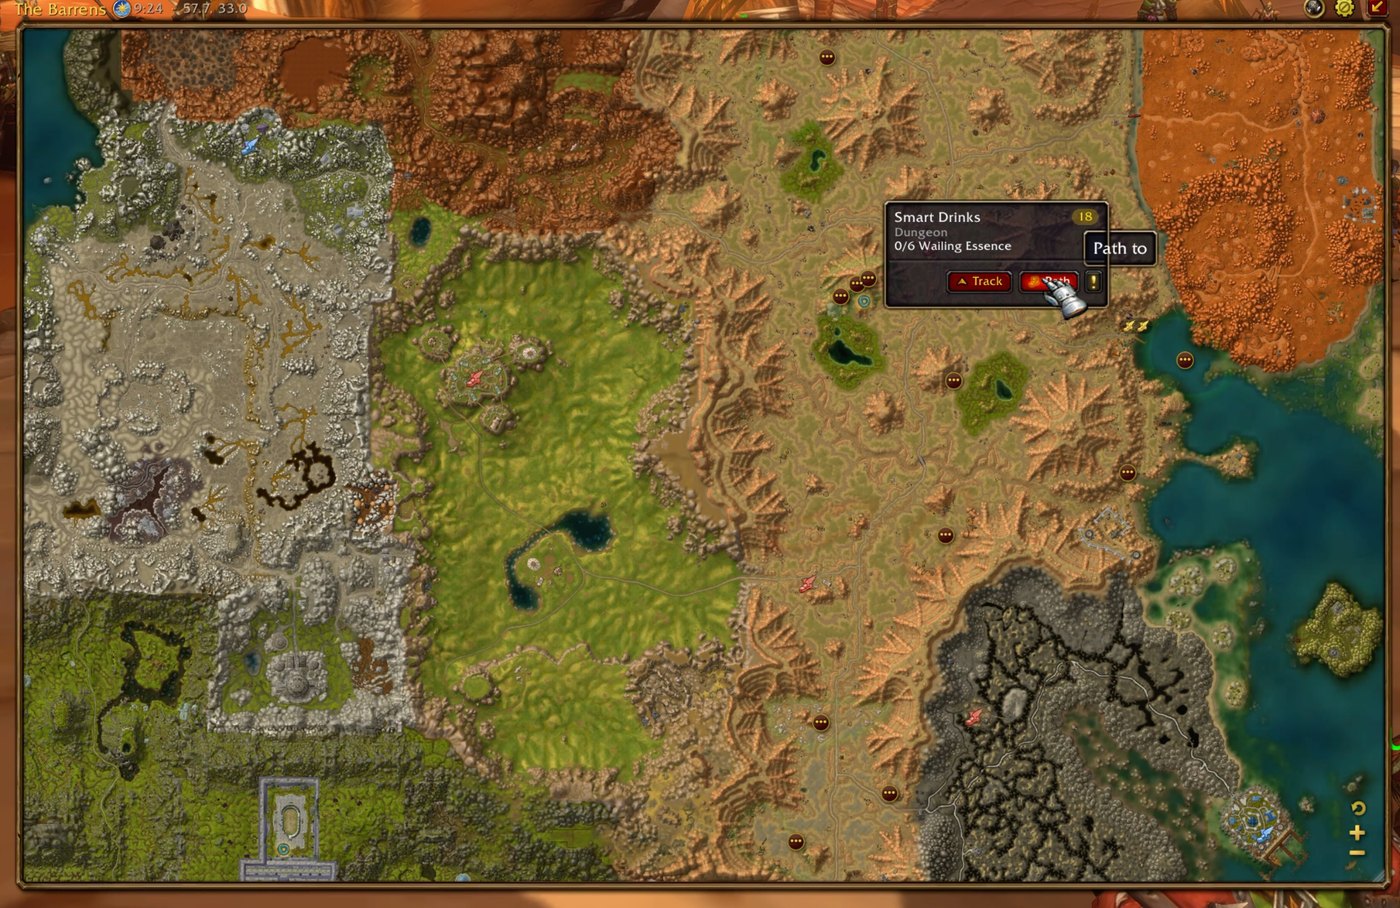 The Barrens 9:24 57.7, 33.0
Smart Drinks 18
Dungeon
0/6 Wailing Essence
Path to
Track